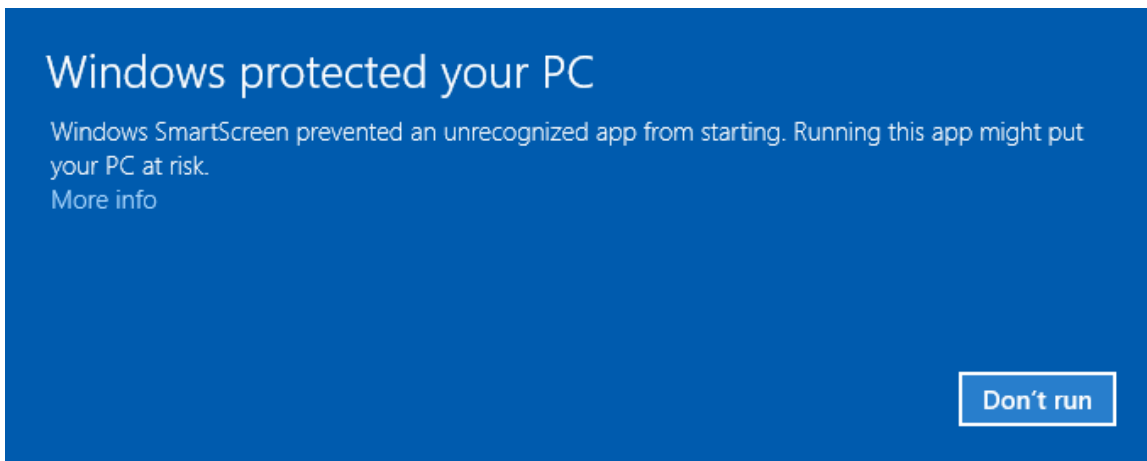 Windows protected your PC
Windows SmartScreen prevented an unrecognized app from starting. Running this app might put
your PC at risk.
More info
Don't run